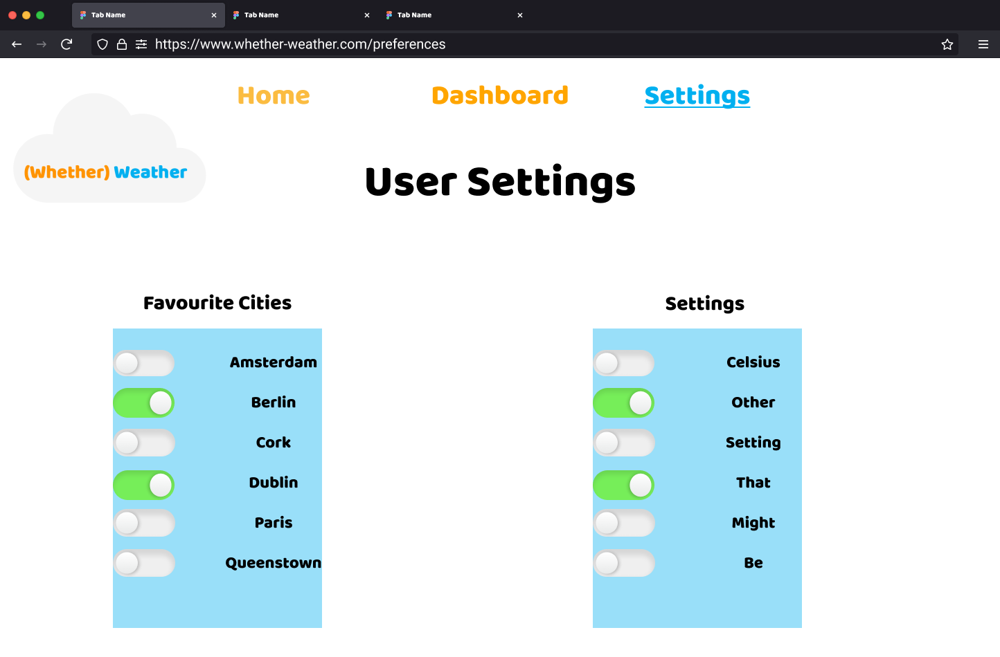 Tab Name
Tab Name
Tab Name
https://www.whether-weather.com/preferences
Home
Dashboard
Settings
(Whether) Weather
User Settings
Favourite Cities
Amsterdam
Berlin
Cork
Dublin
Paris
Queenstown
Settings
Celsius
Other
Setting
That
Might
Be